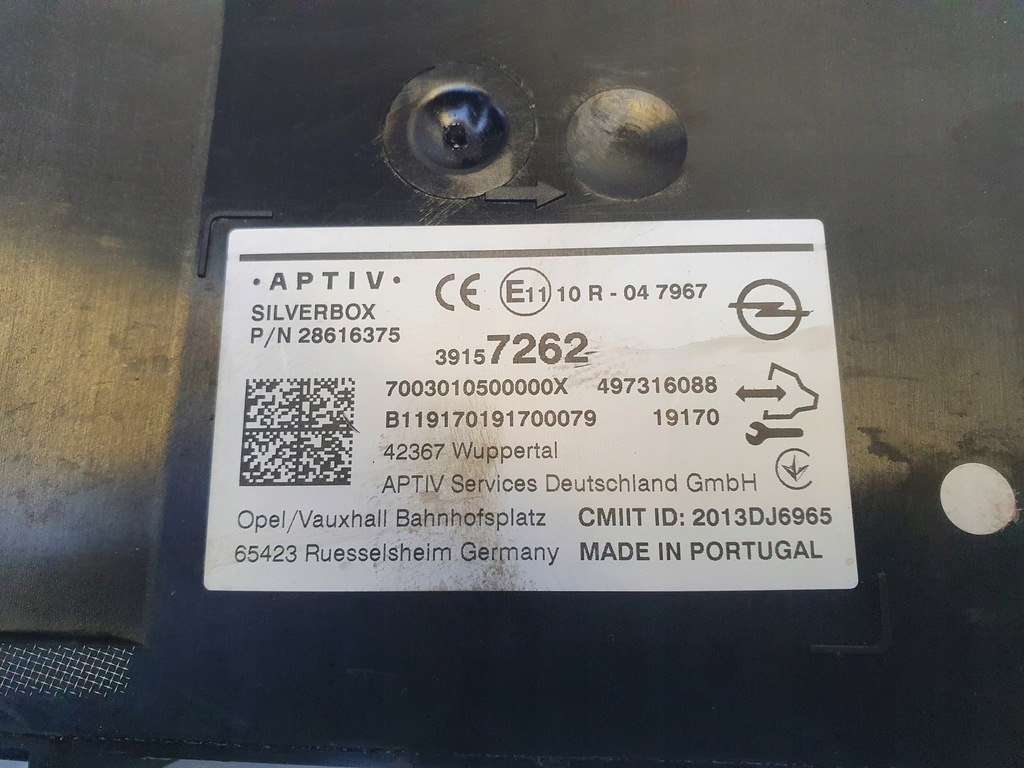 ·APTIV·
SILVERBOX
P/N 28616375
CE E11 10 R - 04 7967
39157262
7003010500000X 497316088
B119170191700079 19170
42367 Wuppertal
APTIV Services Deutschland GmbH
Opel/Vauxhall Bahnhofsplatz
65423 Ruesselsheim Germany
CMIIT ID: 2013DJ6965
MADE IN PORTUGAL